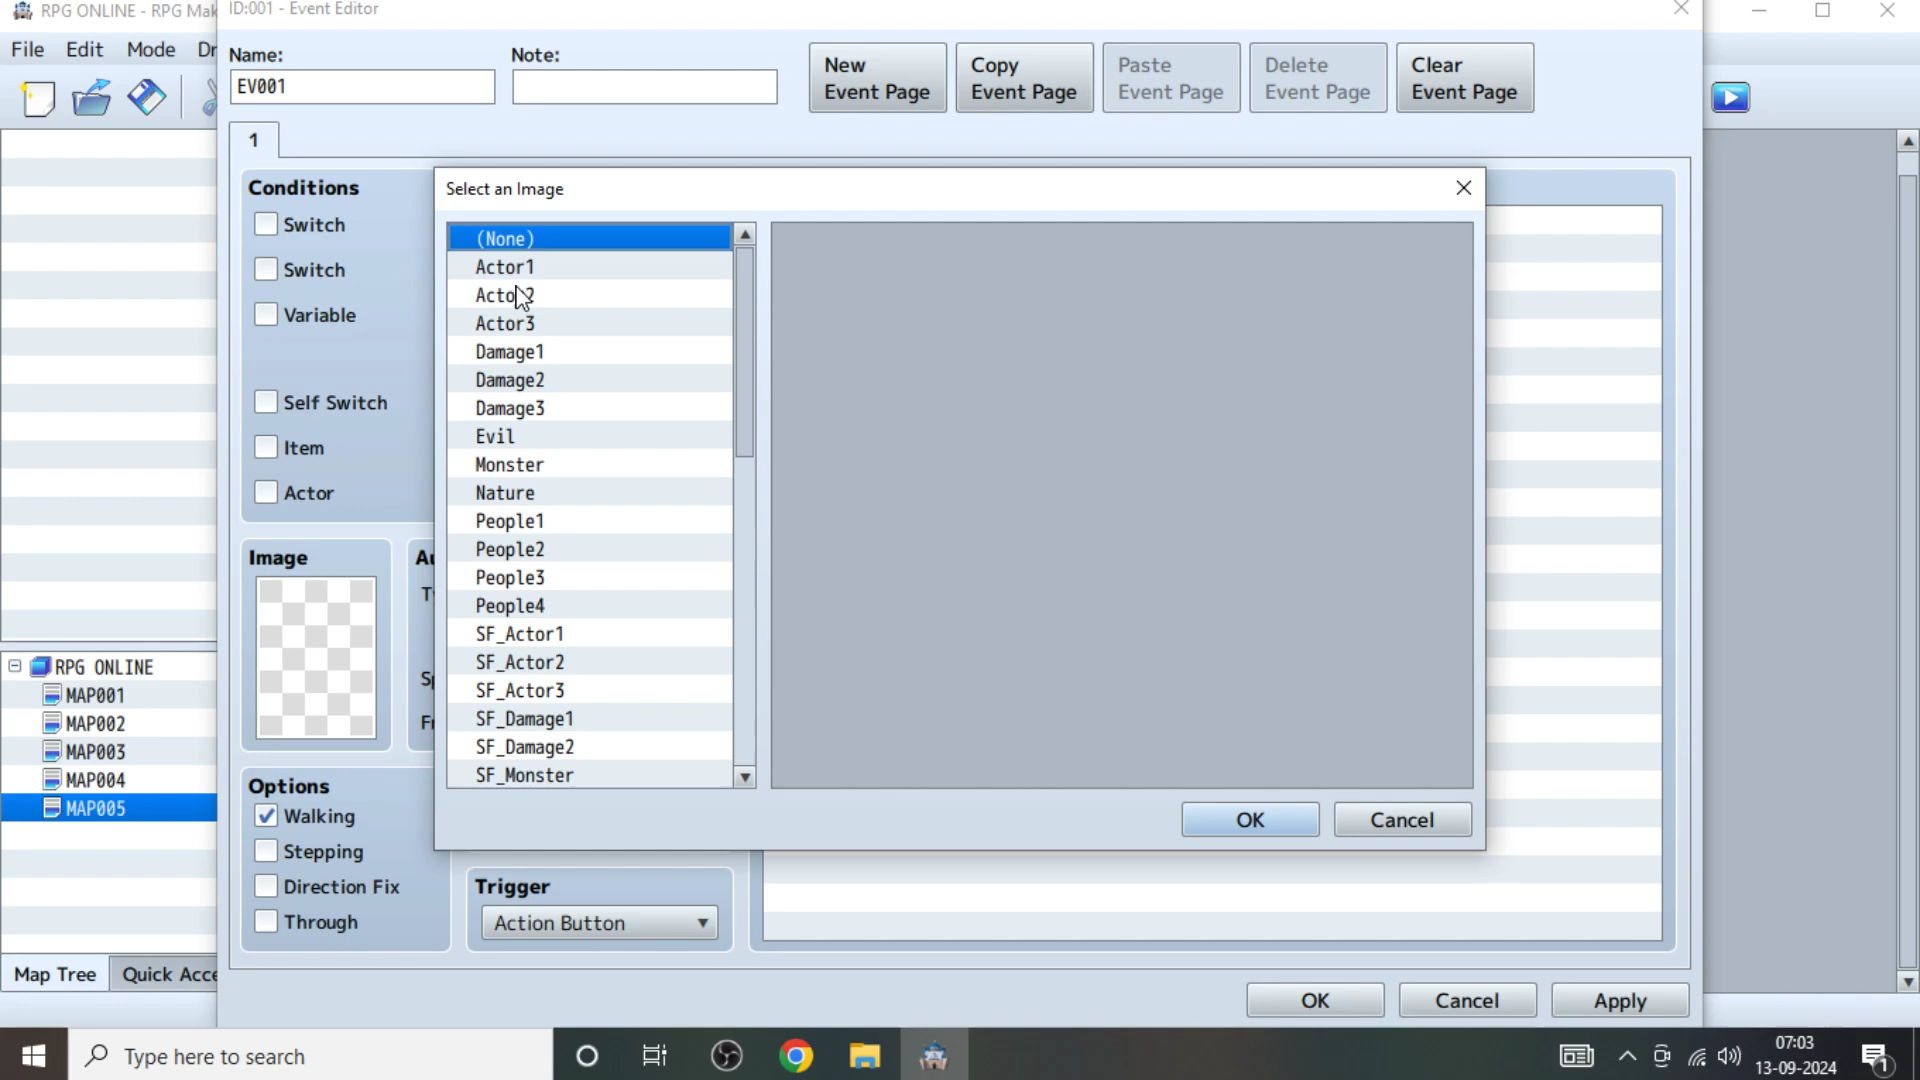 RPG ONLINE - RPG Mak
ID:001 - Event Editor
File Edit Mode Dr
Name:
Note:
EV001
New Event Page
Copy Event Page
Paste Event Page
Delete Event Page
Clear Event Page
1
Conditions
Switch
Switch
Variable
Self Switch
Item
Actor
Image
Au
Options
Walking
Stepping
Direction Fix
Through
Trigger
Action Button
Select an Image
(None)
Actor1
Actor2
Actor3
Damage1
Damage2
Damage3
Evil
Monster
Nature
People1
People2
People3
People4
SF_Actor1
SF_Actor2
SF_Actor3
SF_Damage1
SF_Damage2
SF_Monster
OK Cancel
RPG ONLINE
MAP001
MAP002
MAP003
MAP004
MAP005
Map Tree Quick Acce
OK Cancel Apply
Type here to search
07:03
13-09-2024
1